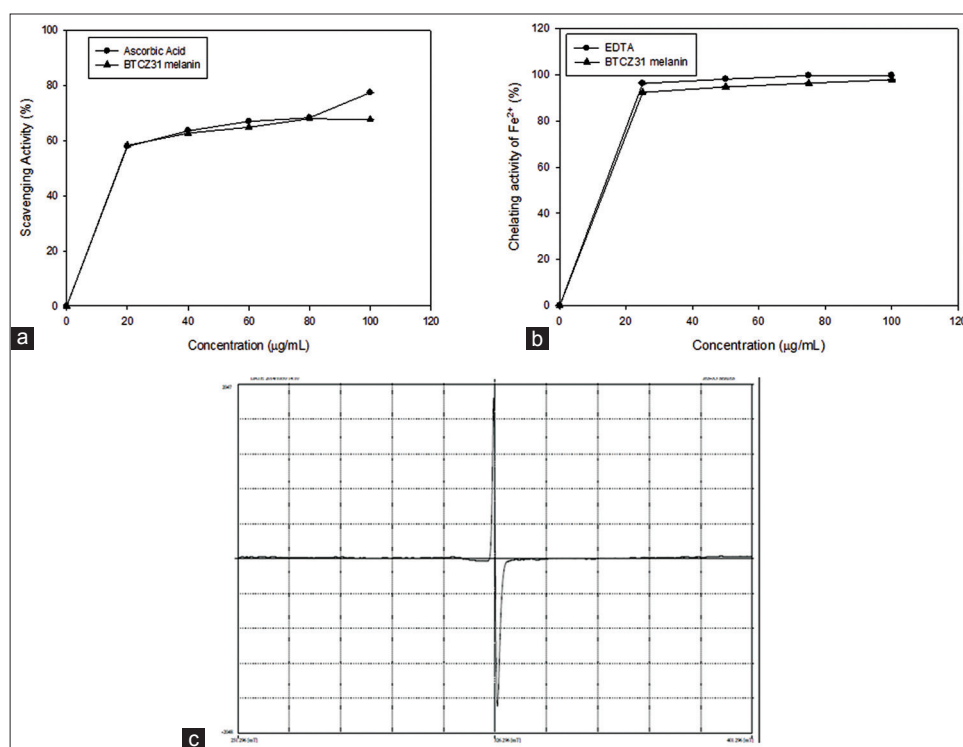 Ascorbic Acid
BTCZ31 melanin
Scavenging Activity (%)
100
80
60
40
20
0
0 20 40 60 80 100 120
Concentration (µg/mL)
a
EDTA
BTCZ31 melanin
Chelating activity of Fe²⁺ (%)
120
100
80
60
40
20
0
0 20 40 60 80 100 120
Concentration (µg/mL)
b
2047
c